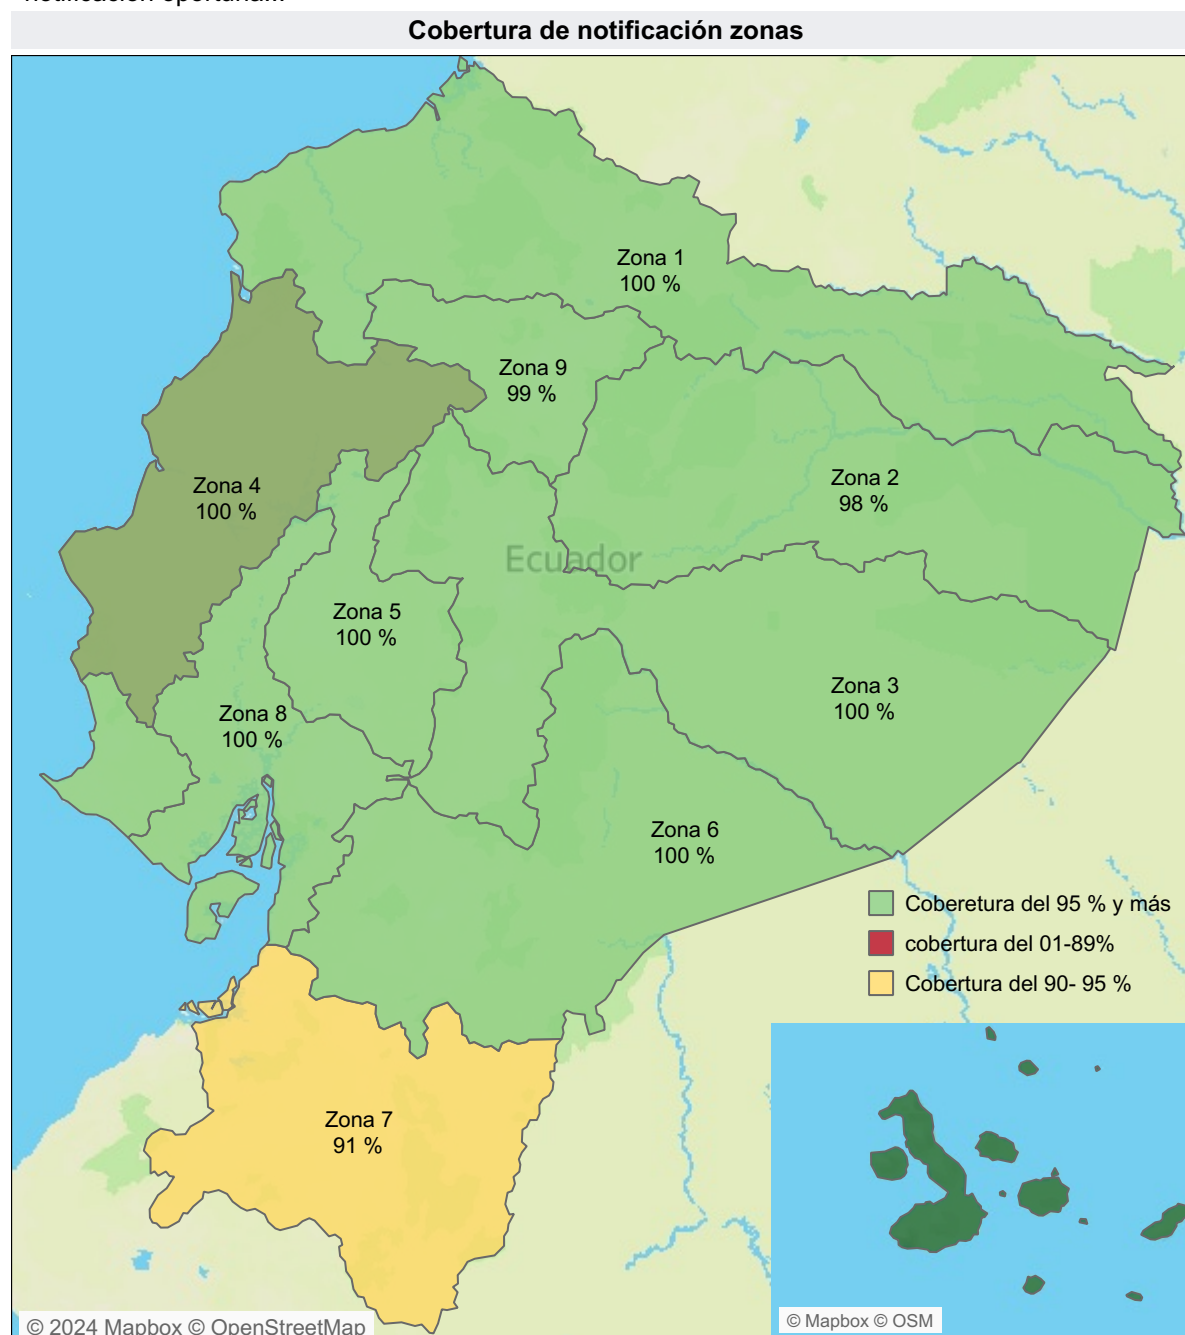 notificación oportuna...
Cobertura de notificación zonas
Zona 1
100 %
Zona 9
99 %
Zona 4
100 %
Zona 2
98 %
Ecuador
Zona 5
100 %
Zona 3
100 %
Zona 8
100 %
Zona 6
100 %
Coberetura del 95 % y más
cobertura del 01-89%
Cobertura del 90- 95 %
Zona 7
91 %
© 2024 Mapbox © OpenStreetMap
© Mapbox © OSM